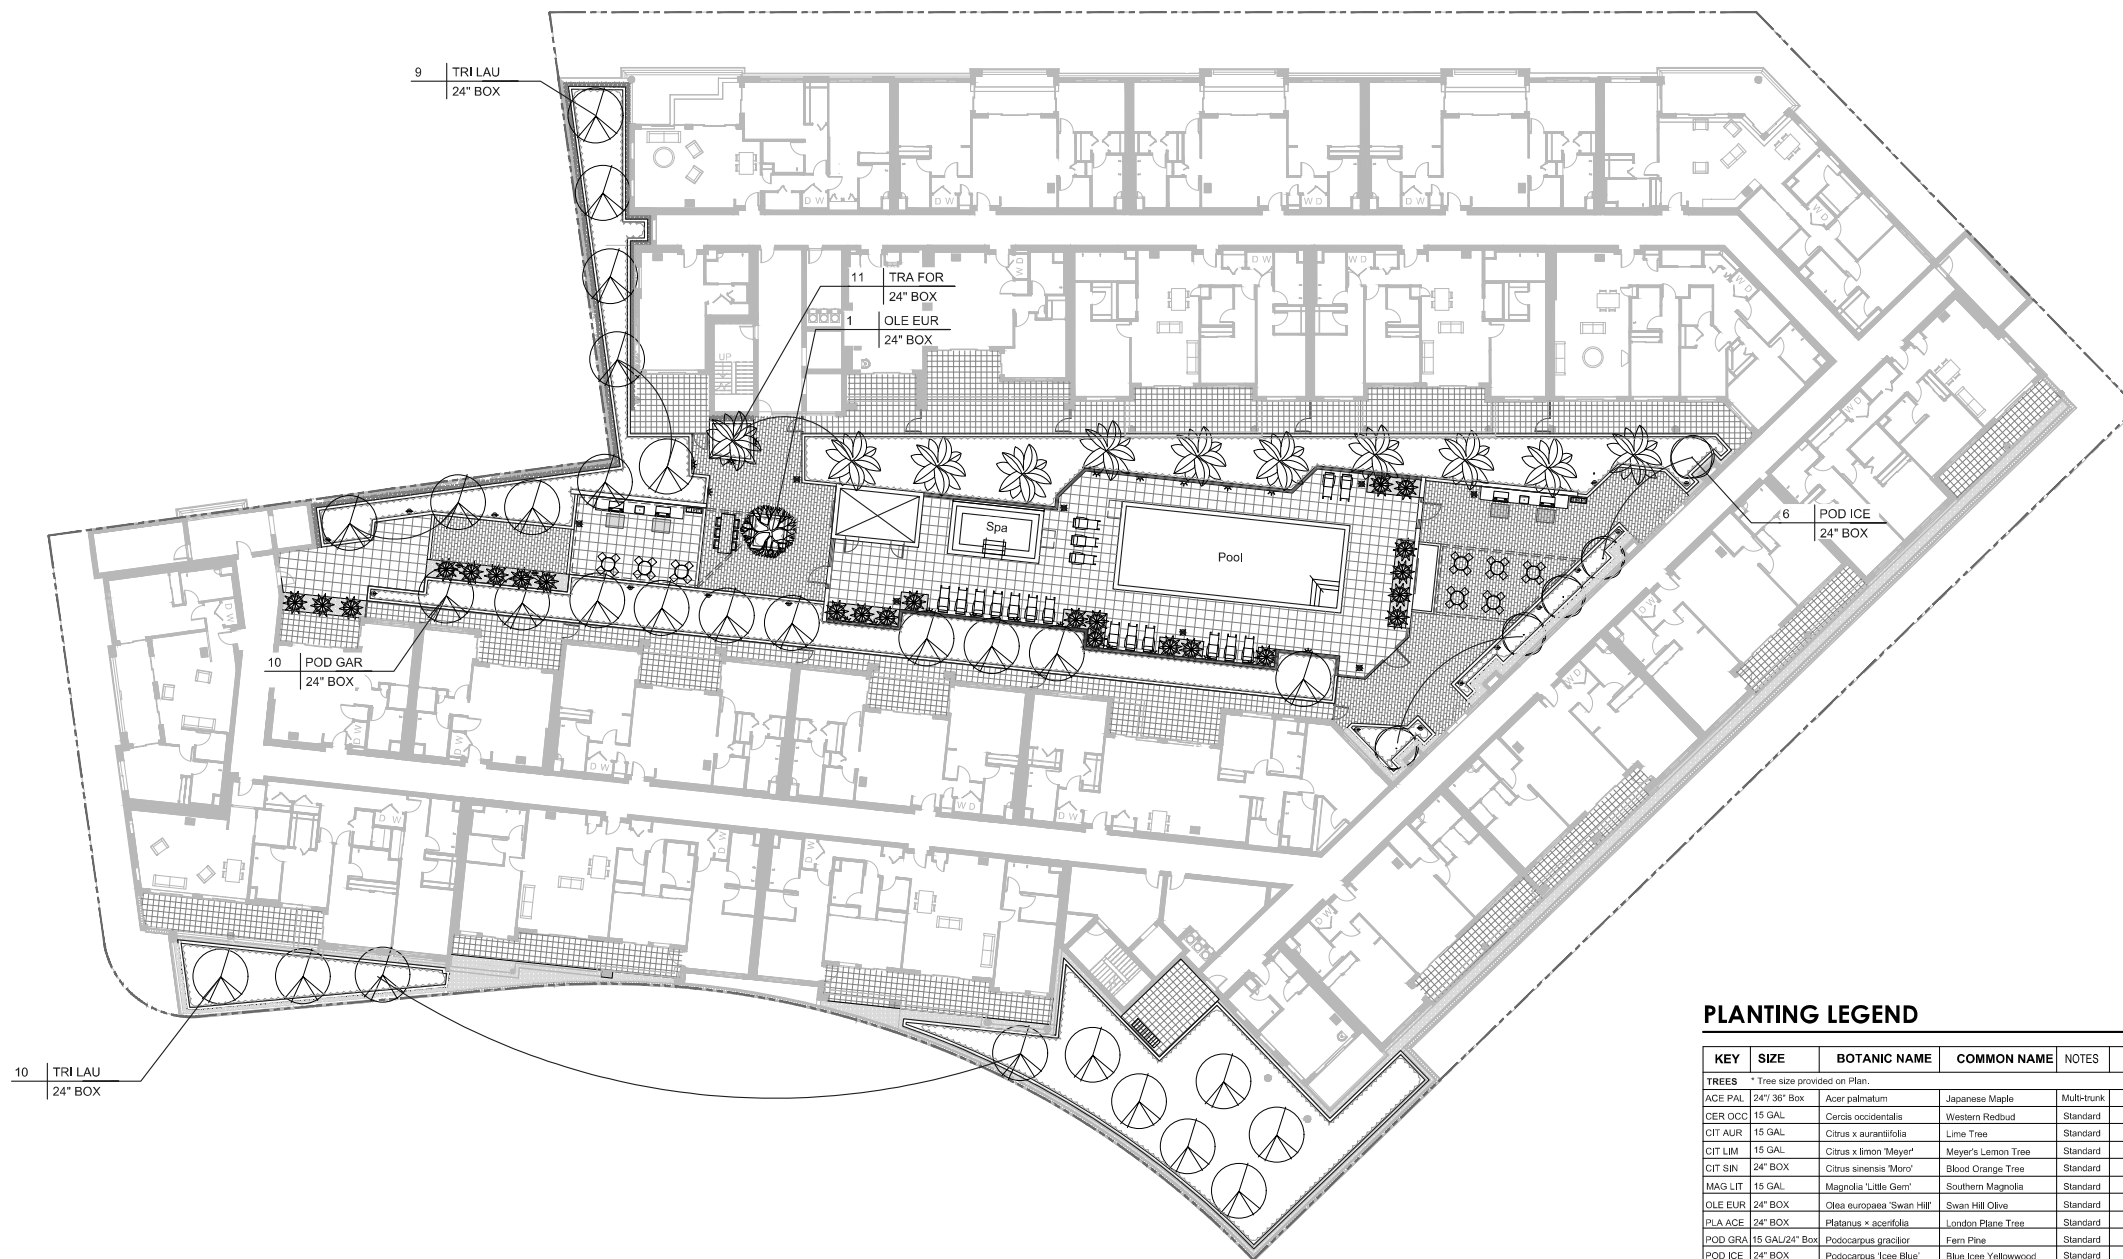 9 TRI LAU
24" BOX
11 TRA FOR
24" BOX
1 OLE EUR
24" BOX
UP
Spa
Pool
6 POD ICE
24" BOX
10 POD GAR
24" BOX
10 TRI LAU
24" BOX
PLANTING LEGEND
KEY SIZE BOTANIC NAME COMMON NAME NOTES
TREES * Tree size provided on Plan.
ACE PAL 24"/ 36" Box Acer palmatum Japanese Maple Multi-trunk
CER OCC 15 GAL Cercis occidentalis Western Redbud Standard
CIT AUR 15 GAL Citrus x aurantiifolia Lime Tree Standard
CIT LIM 15 GAL Citrus x limon 'Meyer' Meyer's Lemon Tree Standard
CIT SIN 24" BOX Citrus sinensis 'Moro' Blood Orange Tree Standard
MAG LIT 15 GAL Magnolia 'Little Gem' Southern Magnolia Standard
OLE EUR 24" BOX Olea europaea 'Swan Hill' Swan Hill Olive Standard
PLA ACE 24" BOX Platanus × acerifolia London Plane Tree Standard
POD GRA 15 GAL/24" Box Podocarpus gracilior Fern Pine Standard
POD ICE 24" BOX Podocarpus 'Icee Blue' Blue Icee Yellowwood Standard